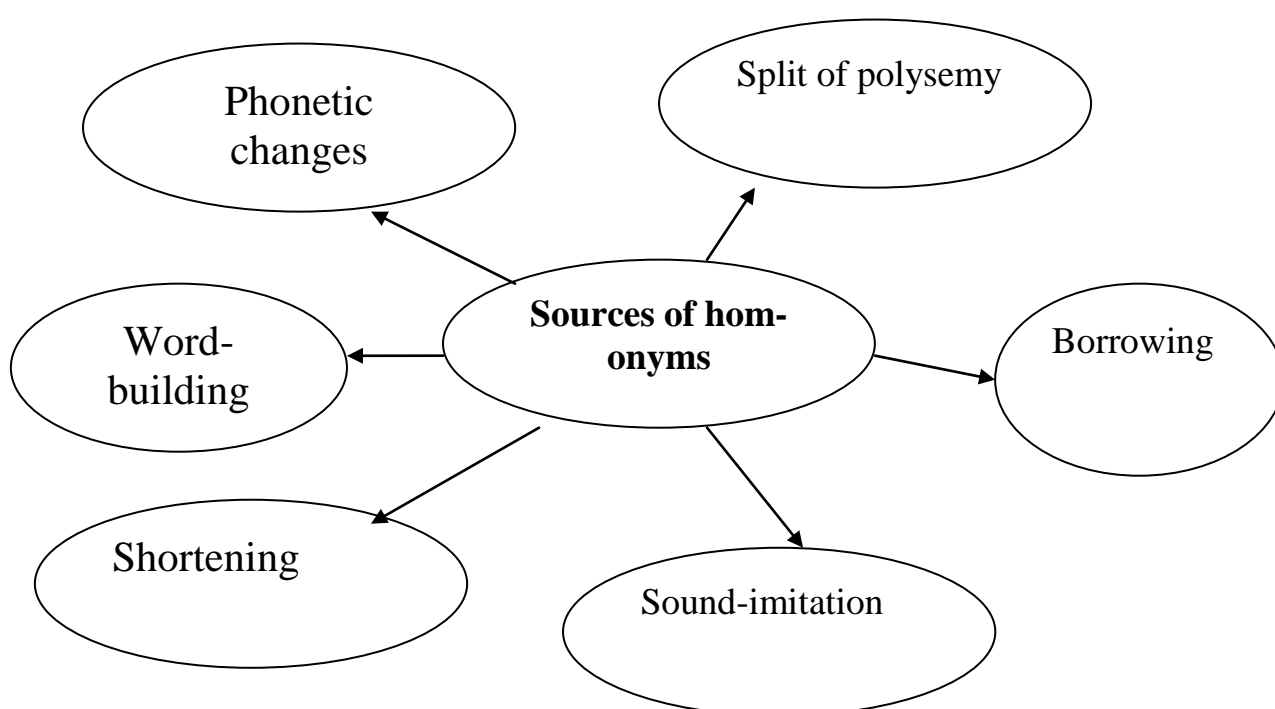 Phonetic
changes
Split of polysemy
Sources of hom-
onyms
Word-
building
Borrowing
Shortening
Sound-imitation